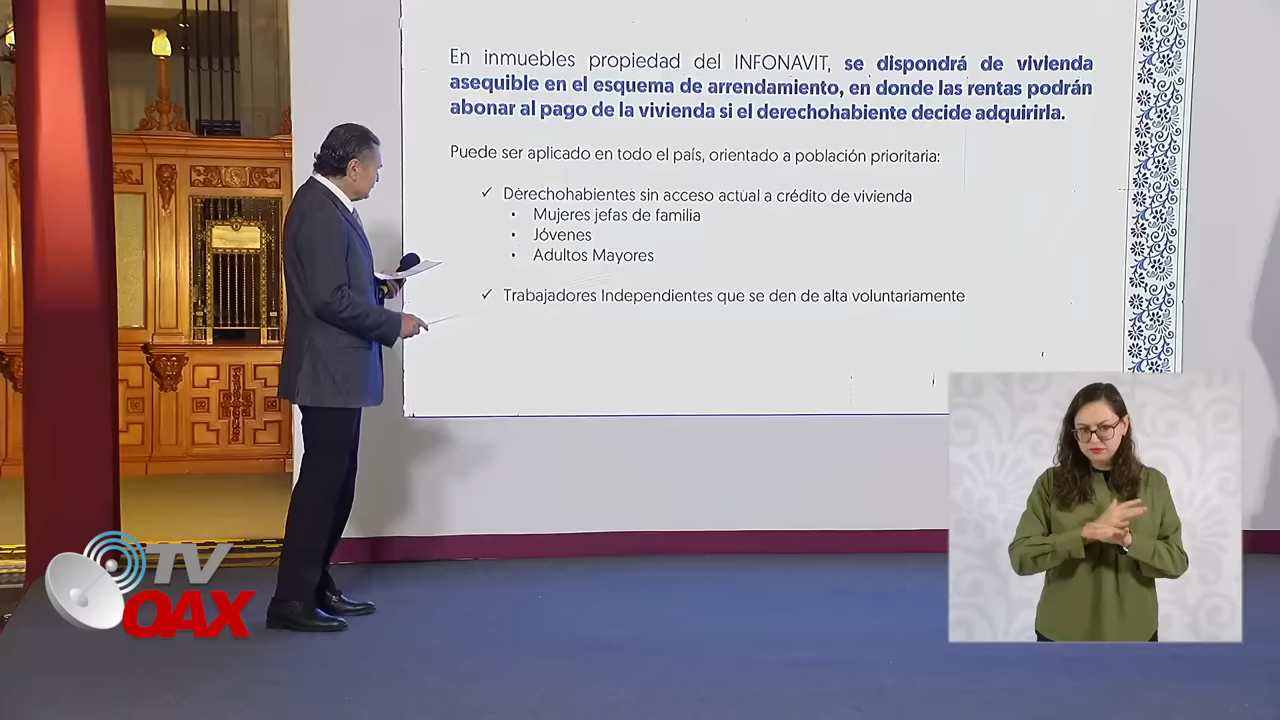 En inmuebles propiedad del INFONAVIT, se dispondrá de vivienda
asequible en el esquema de arrendamiento, en donde las rentas podrán
abonar al pago de la vivienda si el derechohabiente decide adquirirla.
Puede ser aplicado en todo el país, orientado a población prioritaria:
✓ Derechohabientes sin acceso actual a crédito de vivienda
• Mujeres jefas de familia
• Jóvenes
• Adultos Mayores
✓ Trabajadores Independientes que se den de alta voluntariamente
TV
OAX